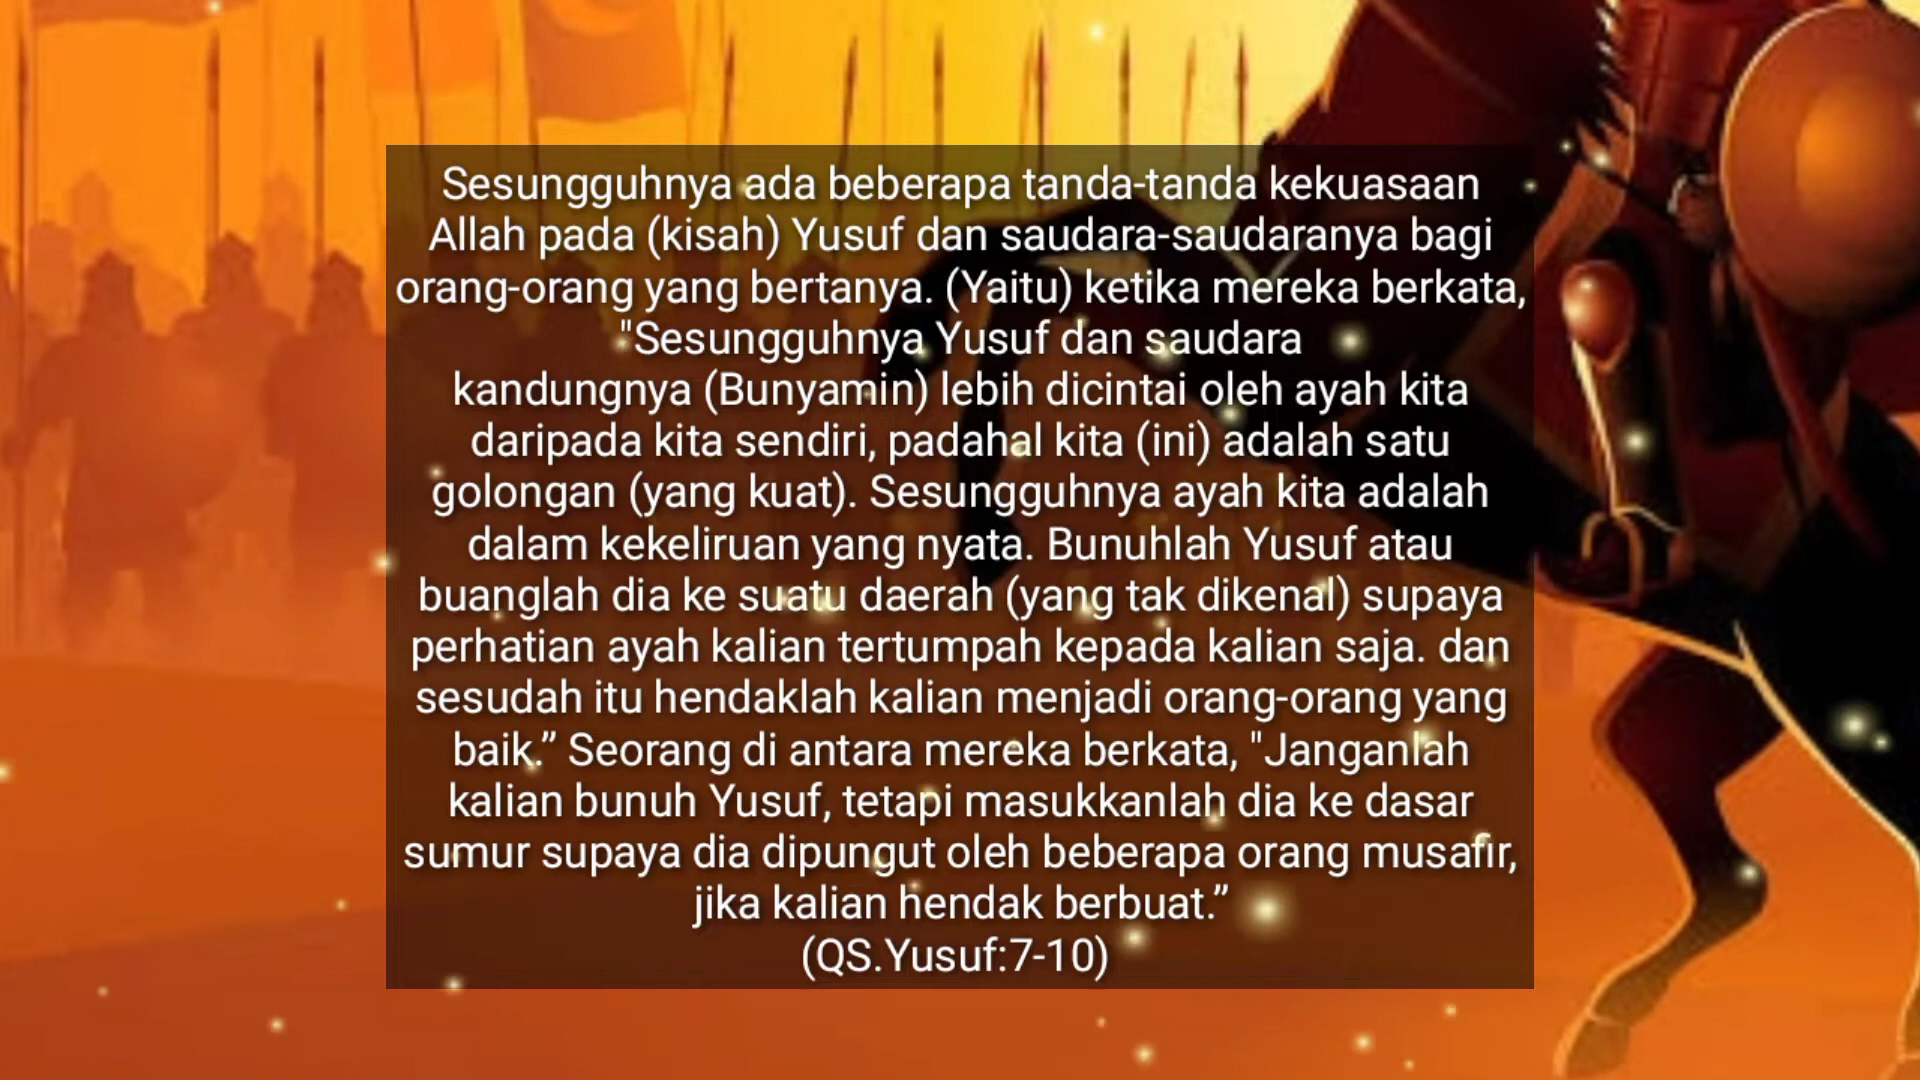 Sesungguhnya ada beberapa tanda-tanda kekuasaan
Allah pada (kisah) Yusuf dan saudara-saudaranya bagi
orang-orang yang bertanya. (Yaitu) ketika mereka berkata,
"Sesungguhnya Yusuf dan saudara
kandungnya (Bunyamin) lebih dicintai oleh ayah kita
daripada kita sendiri, padahal kita (ini) adalah satu
golongan (yang kuat). Sesungguhnya ayah kita adalah
dalam kekeliruan yang nyata. Bunuhlah Yusuf atau
buanglah dia ke suatu daerah (yang tak dikenal) supaya
perhatian ayah kalian tertumpah kepada kalian saja. dan
sesudah itu hendaklah kalian menjadi orang-orang yang
baik.” Seorang di antara mereka berkata, "Janganlah
kalian bunuh Yusuf, tetapi masukkanlah dia ke dasar
sumur supaya dia dipungut oleh beberapa orang musafir,
jika kalian hendak berbuat.”
(QS.Yusuf:7-10)